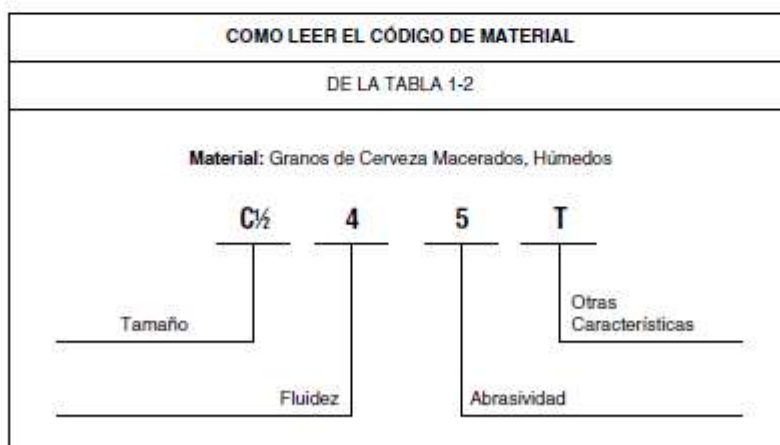 COMO LEER EL CÓDIGO DE MATERIAL
DE LA TABLA 1-2
Material: Granos de Cerveza Macerados, Húmedos
C½ 4 5 T
Tamaño
Otras
Características
Fluidez
Abrasividad